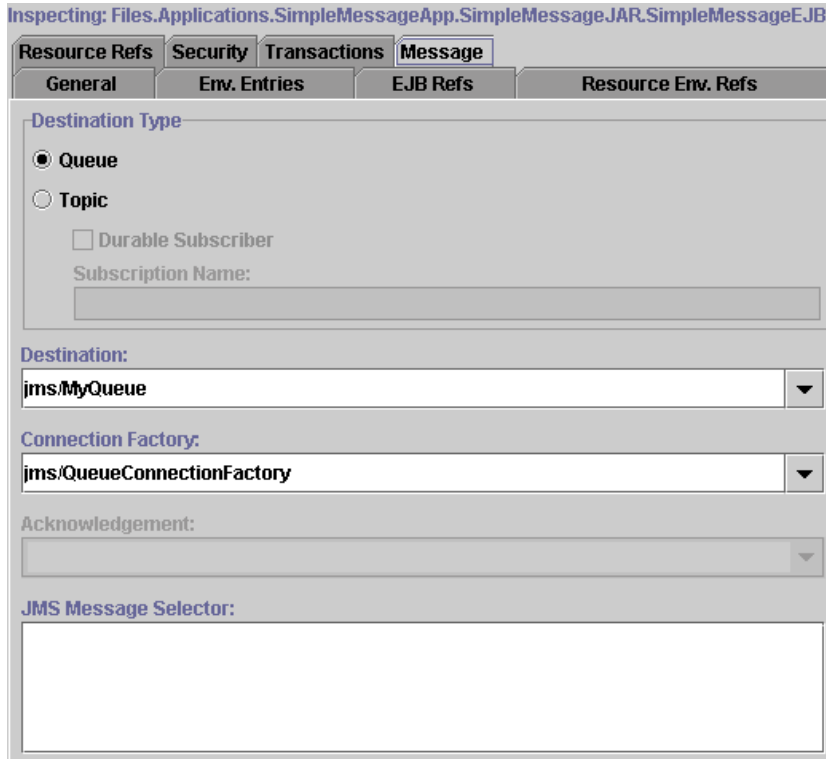 Inspecting: Files.Applications.SimpleMessageApp.SimpleMessageJAR.SimpleMessageEJB
Resource Refs Security Transactions Message
General Env. Entries EJB Refs Resource Env. Refs
Destination Type
Queue
Topic
Durable Subscriber
Subscription Name:
Destination:
jms/MyQueue
Connection Factory:
jms/QueueConnectionFactory
Acknowledgement:
JMS Message Selector: